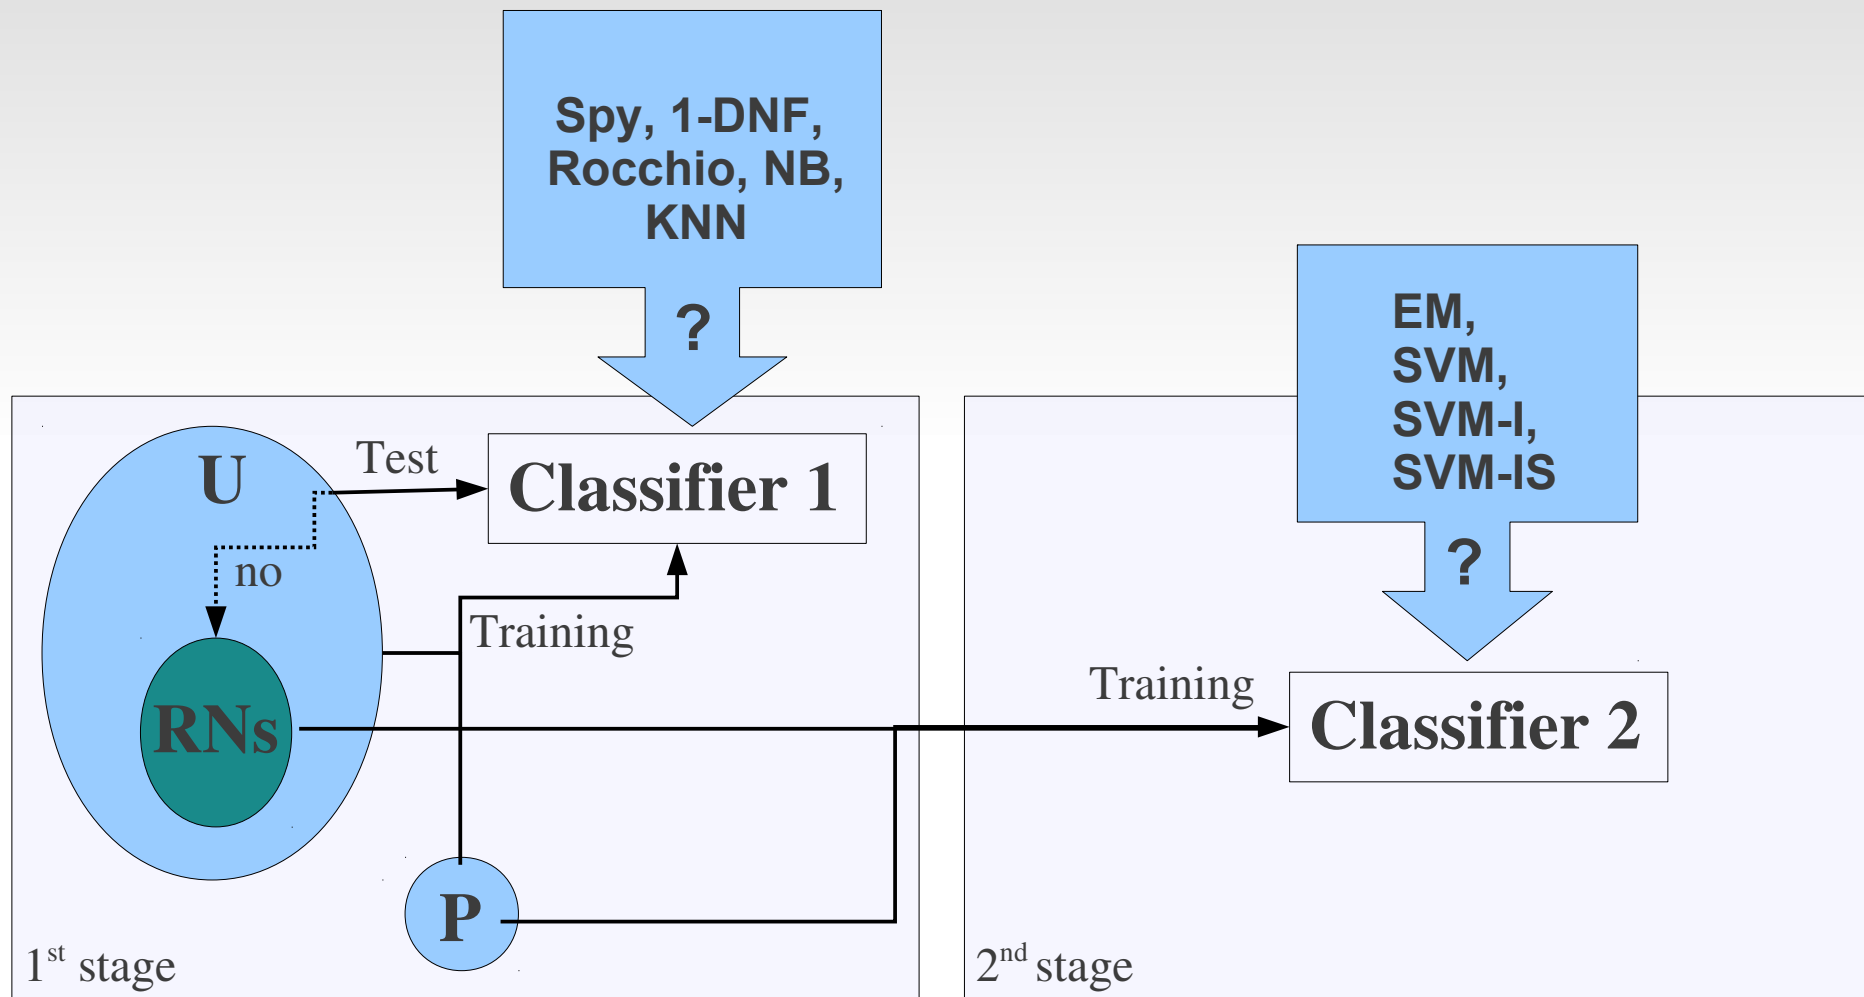 Spy, 1-DNF,
Rocchio, NB,
KNN
?
EM,
SVM,
SVM-I,
SVM-IS
?
U
Test
Classifier 1
no
Training
RNs
Training
Classifier 2
P
1st stage
2nd stage